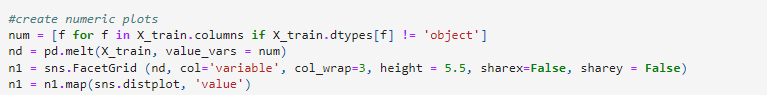 #create numeric plots
num = [f for f in X_train.columns if X_train.dtypes[f] != 'object']
nd = pd.melt(X_train, value_vars = num)
n1 = sns.FacetGrid (nd, col='variable', col_wrap=3, height = 5.5, sharex=False, sharey = False)
n1 = n1.map(sns.distplot, 'value')